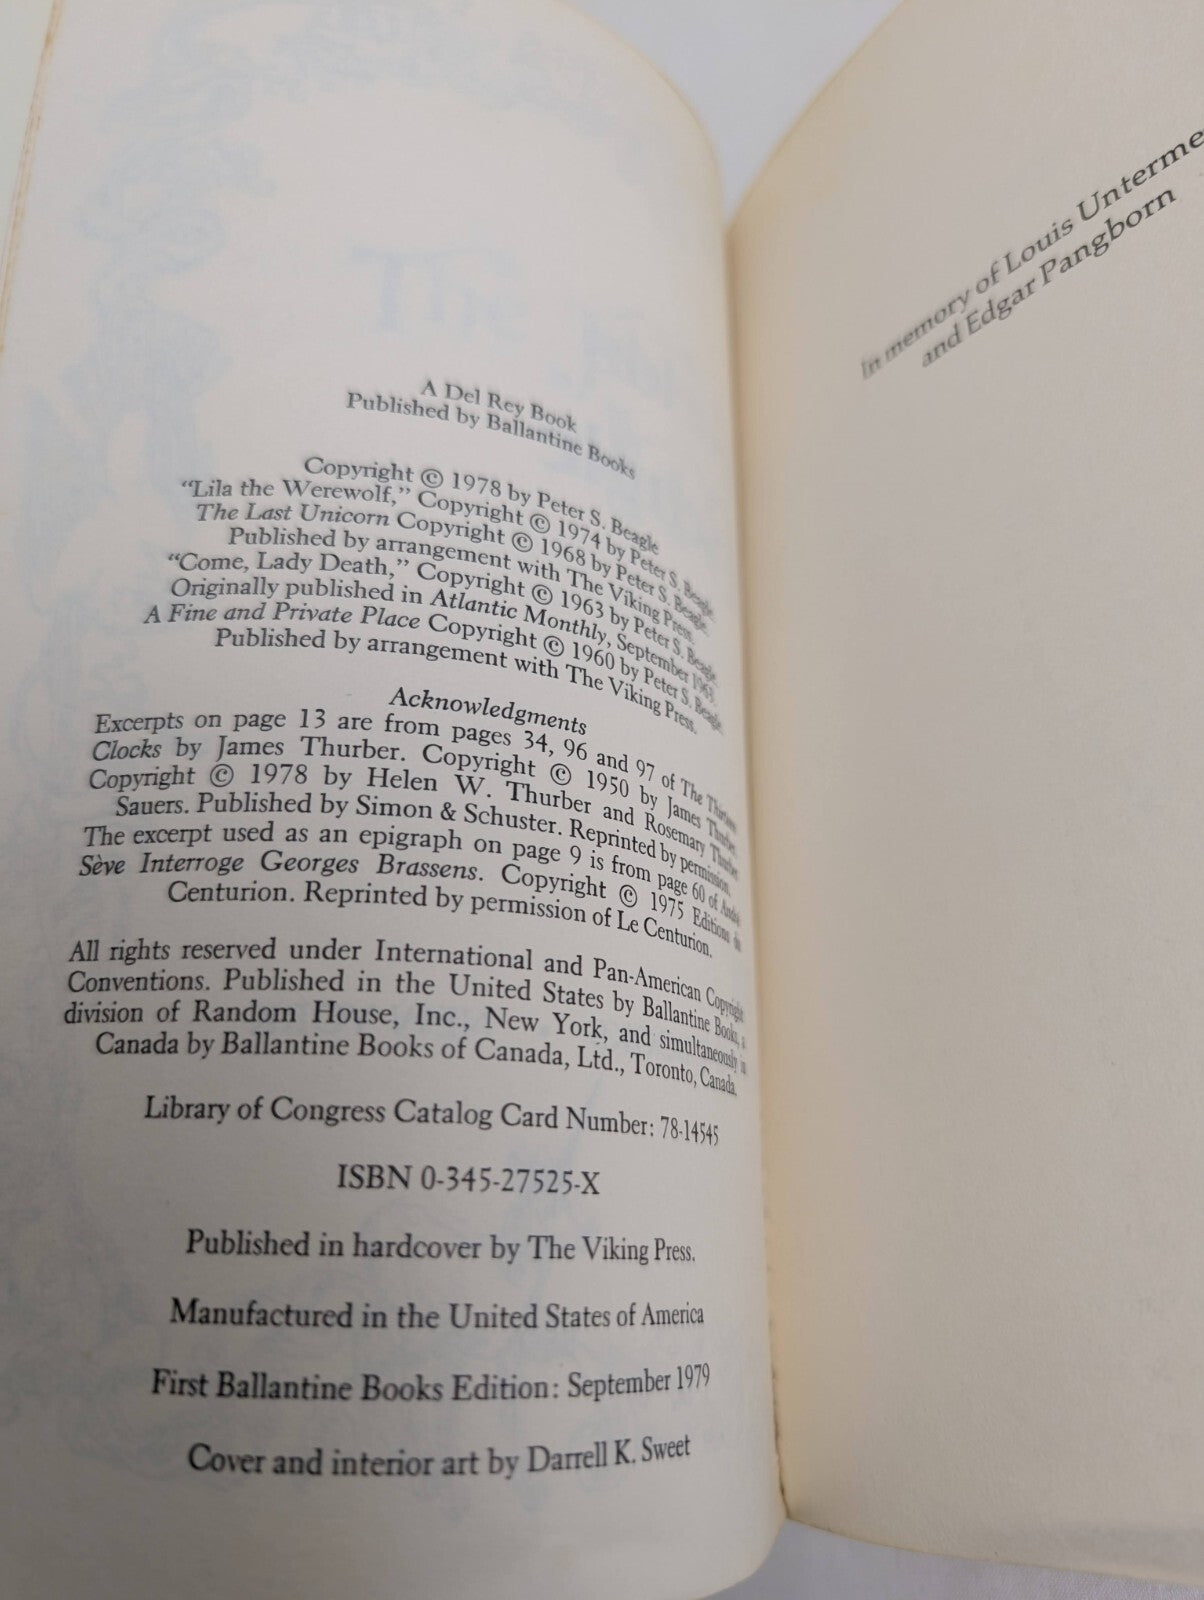 A Del Rey Book
Published by Ballantine Books
Copyright © 1978 by Peter S. Beagle
“Lila the Werewolf,” Copyright © 1974 by Peter S. Beagle.
The Last Unicorn Copyright © 1968 by Peter S. Beagle.
Published by arrangement with The Viking Press.
“Come, Lady Death,” Copyright © 1963 by Peter S. Beagle.
Originally published in Atlantic Monthly, September 1963.
A Fine and Private Place Copyright © 1960 by Peter S. Beagle.
Published by arrangement with The Viking Press.
Acknowledgments
Excerpts on page 13 are from pages 34, 96 and 97 of The Thirteen
Clocks by James Thurber. Copyright © 1950 by James Thurber.
Copyright © 1978 by Helen W. Thurber and Rosemary Thurber
Sauers. Published by Simon & Schuster. Reprinted by permission.
The excerpt used as an epigraph on page 9 is from page 60 of André
Sève Interroge Georges Brassens. Copyright © 1975 Editions du
Centurion. Reprinted by permission of Le Centurion.
All rights reserved under International and Pan-American Copyright
Conventions. Published in the United States by Ballantine Books, a
division of Random House, Inc., New York, and simultaneously in
Canada by Ballantine Books of Canada, Ltd., Toronto, Canada.
Library of Congress Catalog Card Number: 78-14545
ISBN 0-345-27525-X
Published in hardcover by The Viking Press.
Manufactured in the United States of America
First Ballantine Books Edition: September 1979
Cover and interior art by Darrell K. Sweet
In memory of Louis Unterme
and Edgar Pangborn